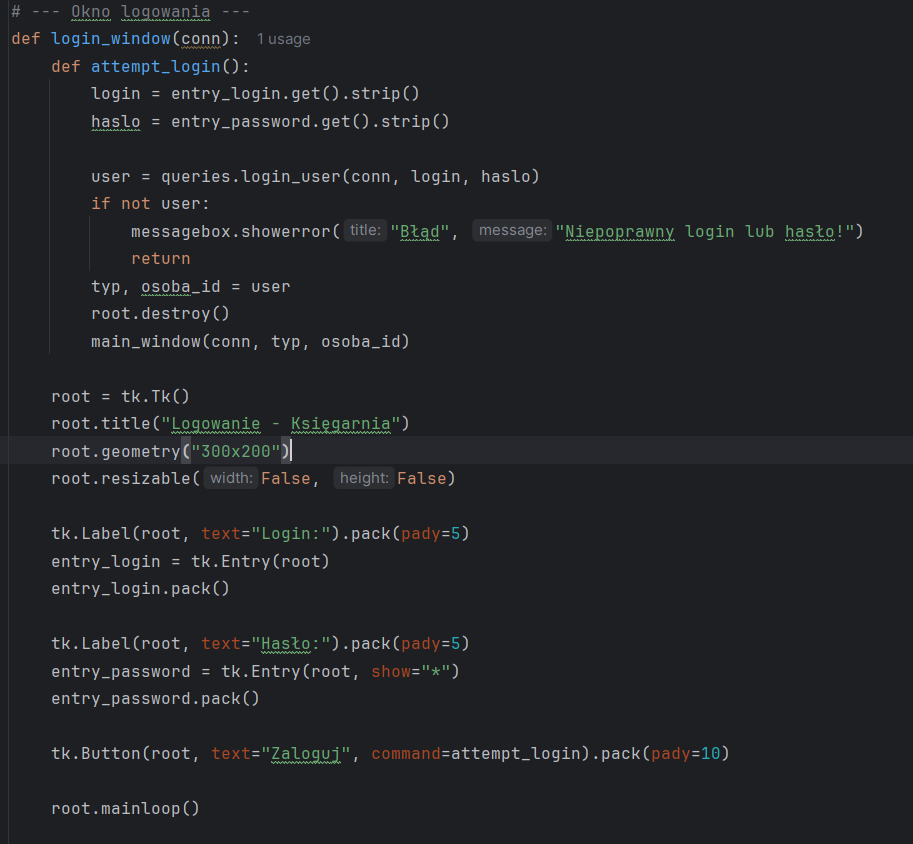 # --- Okno logowania ---
def login_window(conn): 1 usage
    def attempt_login():
        login = entry_login.get().strip()
        haslo = entry_password.get().strip()

        user = queries.login_user(conn, login, haslo)
        if not user:
            messagebox.showerror( title: "Błąd", message: "Niepoprawny login lub hasło!")
            return
        typ, osoba_id = user
        root.destroy()
        main_window(conn, typ, osoba_id)

    root = tk.Tk()
    root.title("Logowanie - Księgarnia")
    root.geometry("300x200")
    root.resizable( width: False, height: False)

    tk.Label(root, text="Login:").pack(pady=5)
    entry_login = tk.Entry(root)
    entry_login.pack()

    tk.Label(root, text="Hasło:").pack(pady=5)
    entry_password = tk.Entry(root, show="*")
    entry_password.pack()

    tk.Button(root, text="Zaloguj", command=attempt_login).pack(pady=10)

    root.mainloop()